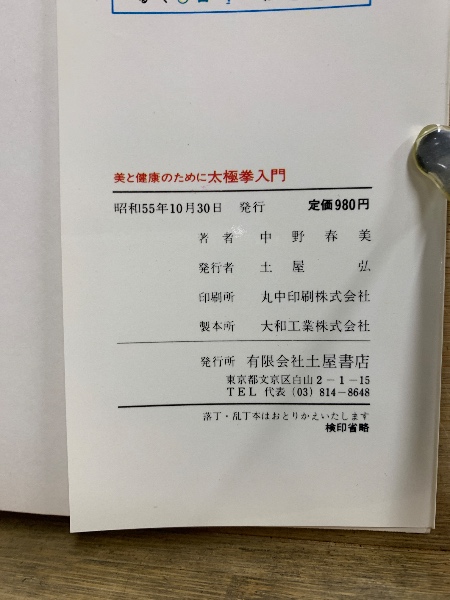 美と健康のために太極拳入門
昭和55年10月30日 発行 定価980円
著者 中野春美
発行者 土屋弘
印刷所 丸中印刷株式会社
製本所 大和工業株式会社
発行所 有限会社土屋書店
東京都文京区白山2-1-15
TEL 代表 (03) 814-8648
落丁・乱丁本はおとりかえいたします
検印省略